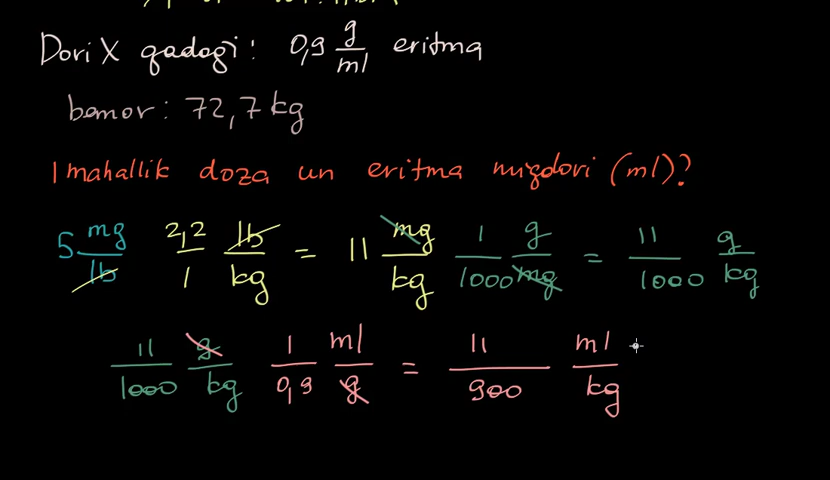 Dori X qadagi: 0,9 g/ml eritma
bemor: 72,7 kg
1 mahallik doza un eritma miqdori (ml)?
5 mg/lb 2,2/1 lb/kg = 11 mg/kg 1/1000 g/mg = 11/1000 g/kg
11/1000 g/kg 1/0,9 ml/g = 11/900 ml/kg